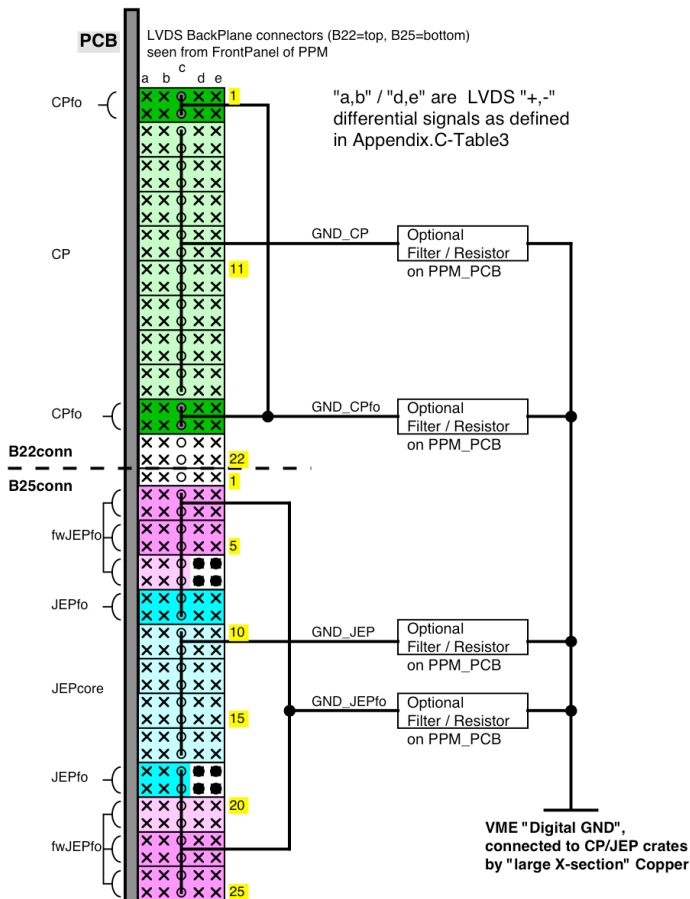 PCB
LVDS BackPlane connectors (B22=top, B25=bottom)
seen from FrontPanel of PPM
a b c d e
CPfo
1
"a,b" / "d,e" are LVDS "+,-"
differential signals as defined
in Appendix.C-Table3
GND_CP
Optional
Filter / Resistor
on PPM_PCB
CP
11
CPfo
GND_CPfo
Optional
Filter / Resistor
on PPM_PCB
B22conn
22
B25conn
1
fwJEPfo
5
JEPfo
10
GND_JEP
Optional
Filter / Resistor
on PPM_PCB
JEPcore
GND_JEPfo
Optional
Filter / Resistor
on PPM_PCB
15
JEPfo
20
VME "Digital GND",
connected to CP/JEP crates
by "large X-section" Copper
fwJEPfo
25